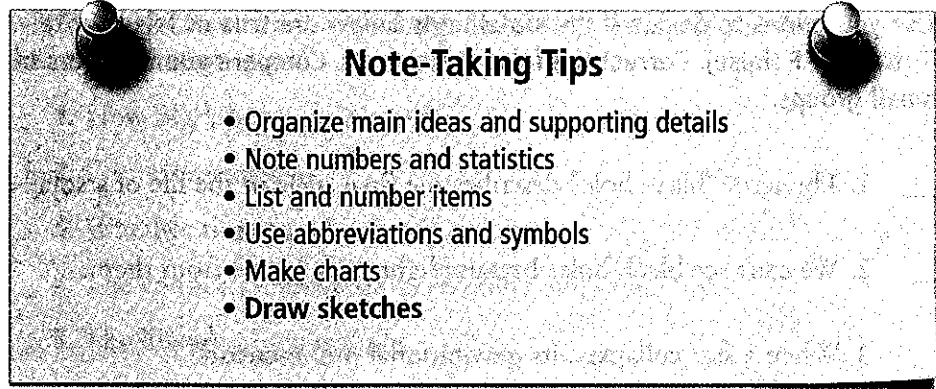 Note-Taking Tips
• Organize main ideas and supporting details
• Note numbers and statistics
• List and number items
• Use abbreviations and symbols
• Make charts
• Draw sketches